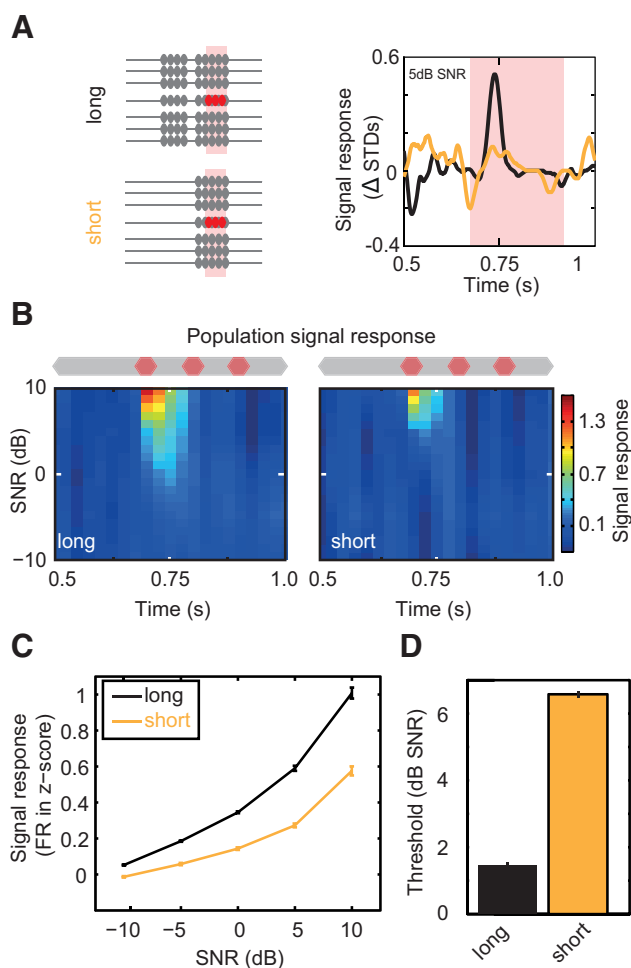 A
long
short
5dB SNR
Signal response
(Δ STDs)
0.6
0
-0.4
0.5
0.75
1
Time (s)
B
Population signal response
SNR (dB)
10
0
−10
long
short
0.5
0.75
1.0
0.5
0.75
1.0
Time (s)
Time (s)
1.3
0.7
0.1
Signal response
C
long
short
Signal response
(FR in z−score)
1
0.8
0.6
0.4
0.2
0
−10
−5
0
5
10
SNR (dB)
D
Threshold (dB SNR)
6
4
2
0
long
short